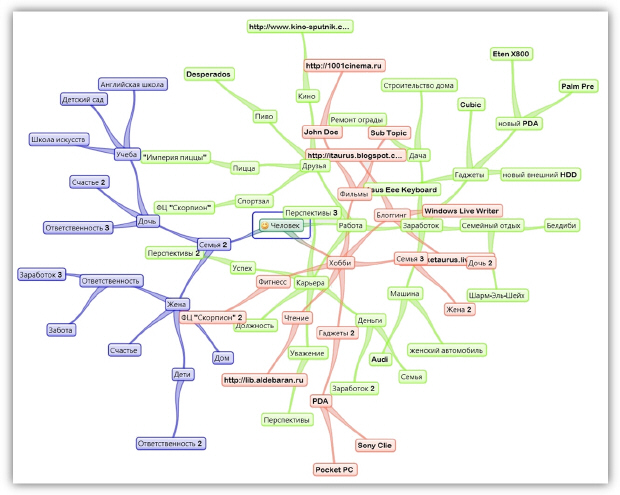 http://www.kino-sputnik.c...
http://1001cinema.ru
Eten X800
Desperados
Английская школа
Строительство дома
Palm Pre
Детский сад
Кино
Cubic
Пиво
Ремонт ограды
новый PDA
John Doe
Sub Topic
Школа искусств
Учеба
"Империя пиццы"
http://itaurus.blogspot.c...
Дача
Пицца
Друзья
Гаджеты
новый внешний HDD
Счастье 2
Фильмы
sus Eee Keyboard
Спортзал
ФЦ "Скорпион"
Перспективы 3
Блоггинг
Windows Live Writer
Дочь
Ответственность 3
Человек
Работа
Заработок
Семейный отдых
Белдиби
Семья 2
Перспективы 2
Хобби
Семья 3
ketaurus.liv
Дочь 2
Успех
Заработок 3
Ответственность
Фитнесс
Карьера
Машина
Шарм-Эль-Шейх
Жена
Жена 2
ФЦ "Скорпион" 2
Чтение
Должность
Деньги
Забота
Гаджеты 2
Счастье
Дом
Уважение
Audi
женский автомобиль
Дети
http://lib.aldebaran.ru
Заработок 2
Семья
PDA
Перспективы
Ответственность 2
Sony Clie
Pocket PC